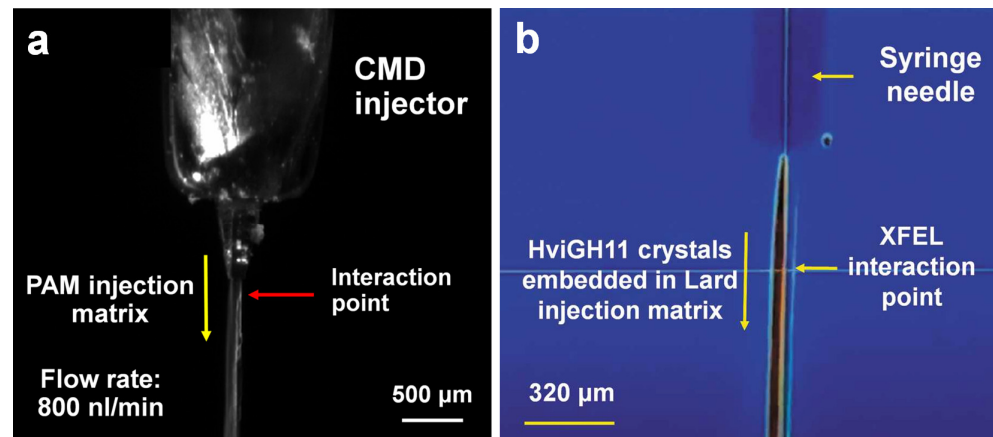 a
CMD
injector
PAM injection
matrix
Interaction
point
Flow rate:
800 nl/min
500 µm
b
Syringe
needle
HviGH11 crystals
embedded in Lard
injection matrix
XFEL
interaction
point
320 µm